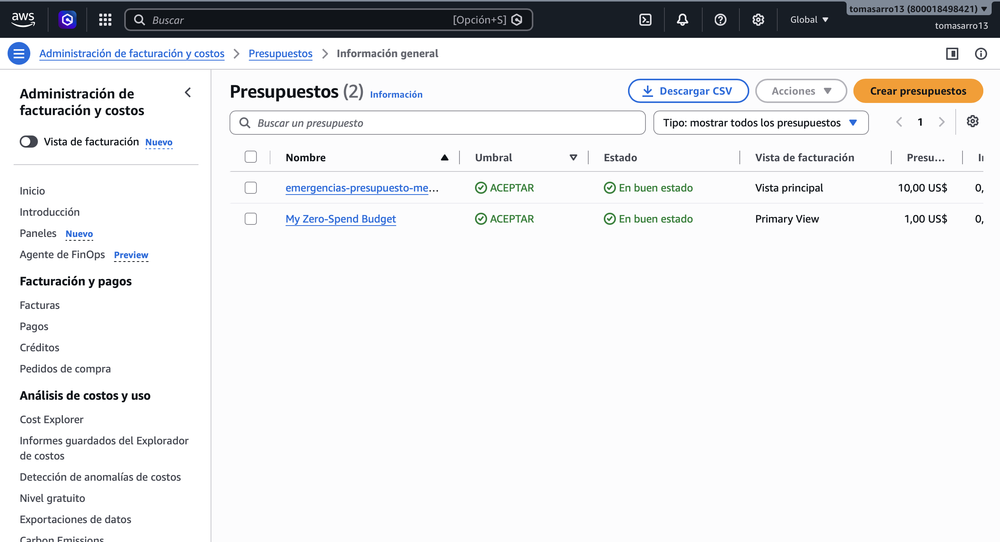 aws
Buscar
[Opción+S]
Global
tomasarro13 (800018498421)
tomasarro13
Administración de facturación y costos
Presupuestos
Información general
Administración de
facturación y costos
Vista de facturación Nuevo
Inicio
Introducción
Paneles Nuevo
Agente de FinOps Preview
Facturación y pagos
Facturas
Pagos
Créditos
Pedidos de compra
Análisis de costos y uso
Cost Explorer
Informes guardados del Explorador
de costos
Detección de anomalías de costos
Nivel gratuito
Exportaciones de datos
Carbon Emissions
Presupuestos (2) Información
Descargar CSV
Acciones
Crear presupuestos
Buscar un presupuesto
Tipo: mostrar todos los presupuestos
1
Nombre Umbral Estado Vista de facturación Presu...
emergencias-presupuesto-me... ACEPTAR En buen estado Vista principal 10,00 US$ 0,
My Zero-Spend Budget ACEPTAR En buen estado Primary View 1,00 US$ 0,